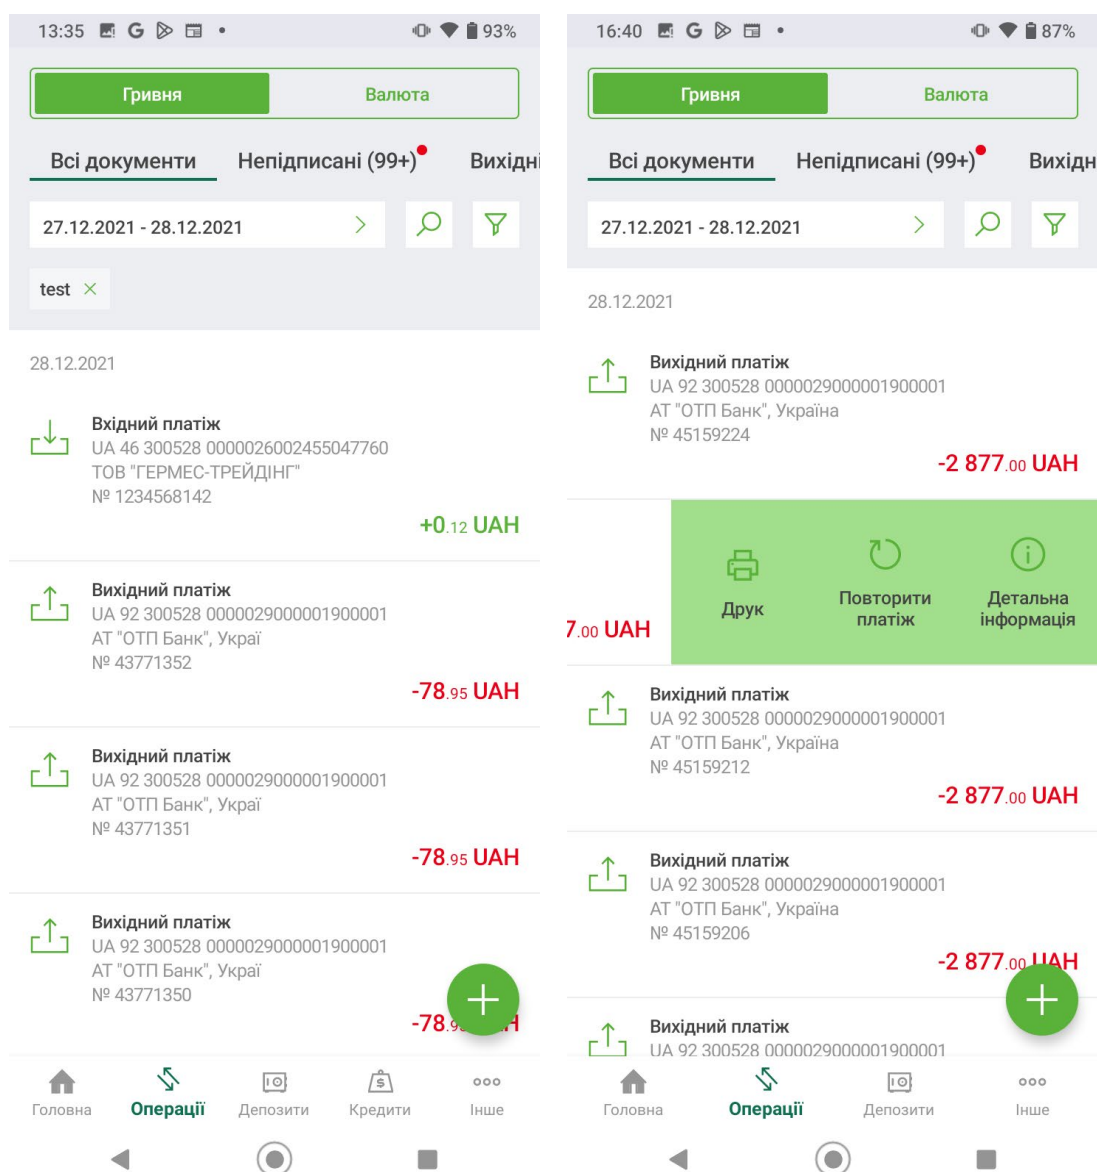 13:35
93%
Гривня
Валюта
Всі документи
Непідписані (99+)
Вихідні
27.12.2021 - 28.12.2021
test
28.12.2021
Вхідний платіж
UA 46 300528 0000026002455047760
ТОВ "ГЕРМЕС-ТРЕЙДІНГ"
№ 1234568142
+0.12 UAH
Вихідний платіж
UA 92 300528 0000029000001900001
АТ "ОТП Банк", Украї
№ 43771352
-78.95 UAH
Вихідний платіж
UA 92 300528 0000029000001900001
АТ "ОТП Банк", Украї
№ 43771351
-78.95 UAH
Вихідний платіж
UA 92 300528 0000029000001900001
АТ "ОТП Банк", Украї
№ 43771350
-78.9
Головна
Операції
Депозити
Кредити
Інше
16:40
87%
Гривня
Валюта
Всі документи
Непідписані (99+)
Вихідн
27.12.2021 - 28.12.2021
28.12.2021
Вихідний платіж
UA 92 300528 0000029000001900001
АТ "ОТП Банк", Україна
№ 45159224
-2 877.00 UAH
7.00 UAH
Друк
Повторити
платіж
Детальна
інформація
Вихідний платіж
UA 92 300528 0000029000001900001
АТ "ОТП Банк", Україна
№ 45159212
-2 877.00 UAH
Вихідний платіж
UA 92 300528 0000029000001900001
АТ "ОТП Банк", Україна
№ 45159206
-2 877.00 UAH
Вихідний платіж
UA 92 300528 0000029000001900001
Головна
Операції
Депозити
Інше